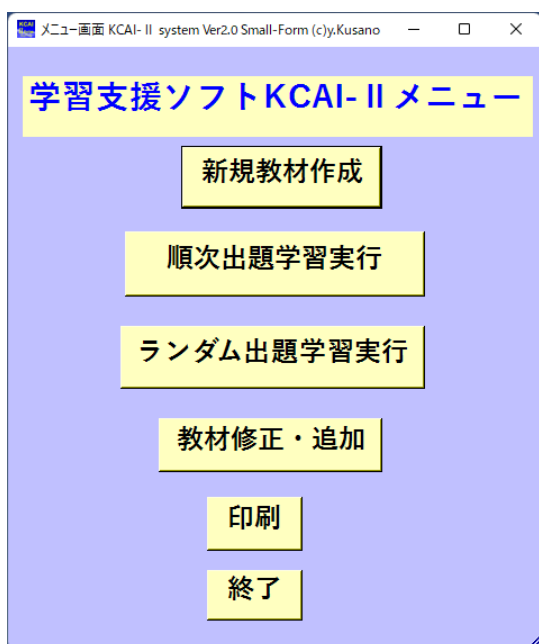 メニュー画面 KCAI-Ⅱ system Ver2.0 Small-Form (c)y.Kusano
学習支援ソフトKCAI-Ⅱメニュー
新規教材作成
順次出題学習実行
ランダム出題学習実行
教材修正・追加
印刷
終了